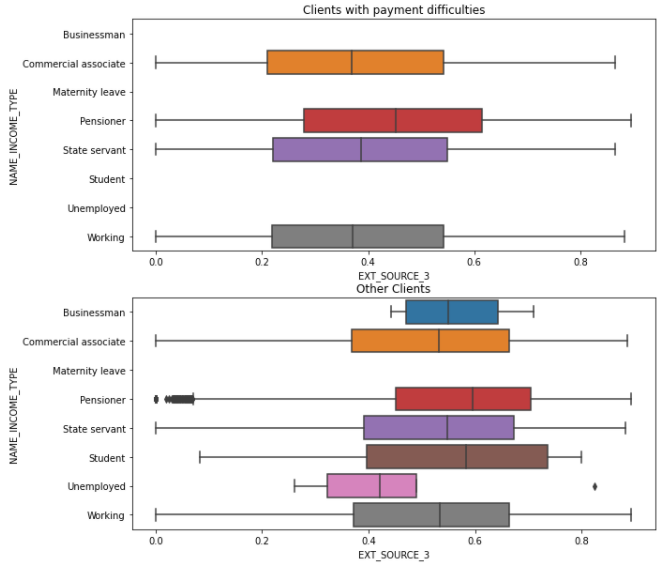 Clients with payment difficulties
NAME_INCOME_TYPE
Businessman
Commercial associate
Maternity leave
Pensioner
State servant
Student
Unemployed
Working
0.0 0.2 0.4 0.6 0.8
EXT_SOURCE_3
Other Clients
NAME_INCOME_TYPE
Businessman
Commercial associate
Maternity leave
Pensioner
State servant
Student
Unemployed
Working
0.0 0.2 0.4 0.6 0.8
EXT_SOURCE_3